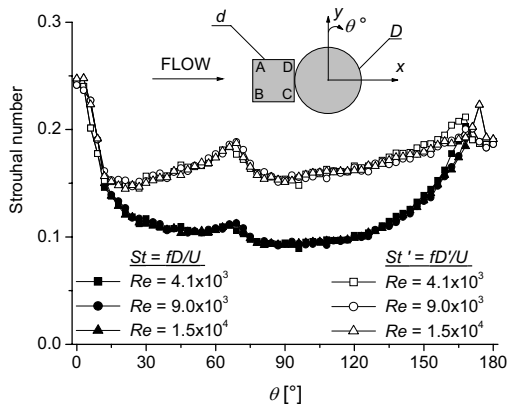 0.3
0.2
0.1
0.0
Strouhal number
FLOW
d
A
D
B
C
y
θ°
D
x
St = fD/U
Re = 4.1x10³
Re = 9.0x10³
Re = 1.5x10⁴
St ' = fD'/U
Re = 4.1x10³
Re = 9.0x10³
Re = 1.5x10⁴
0 30 60 90 120 150 180
θ [°]